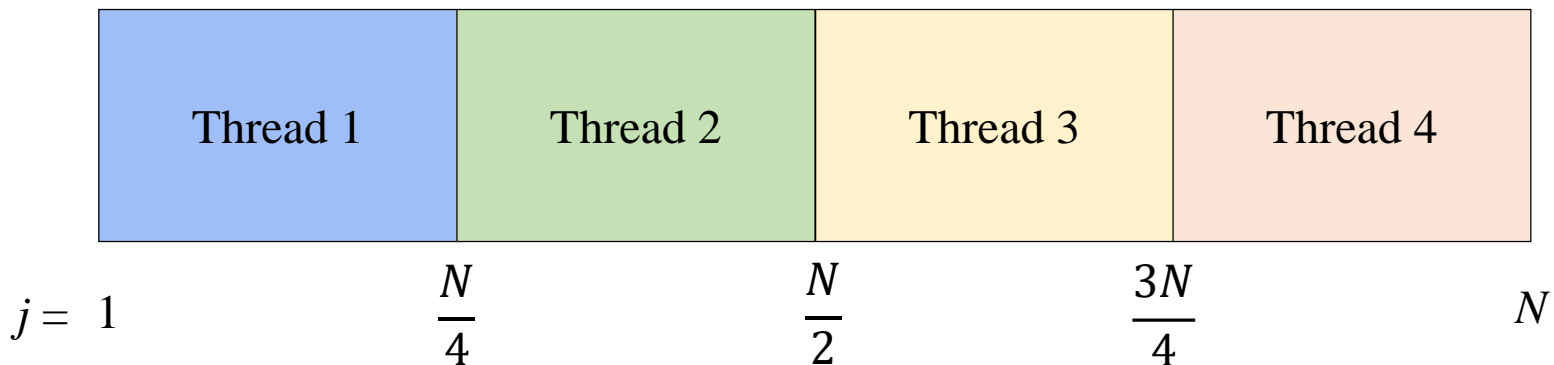 Thread 1 Thread 2 Thread 3 Thread 4
j = 1 N/4 N/2 3N/4 N